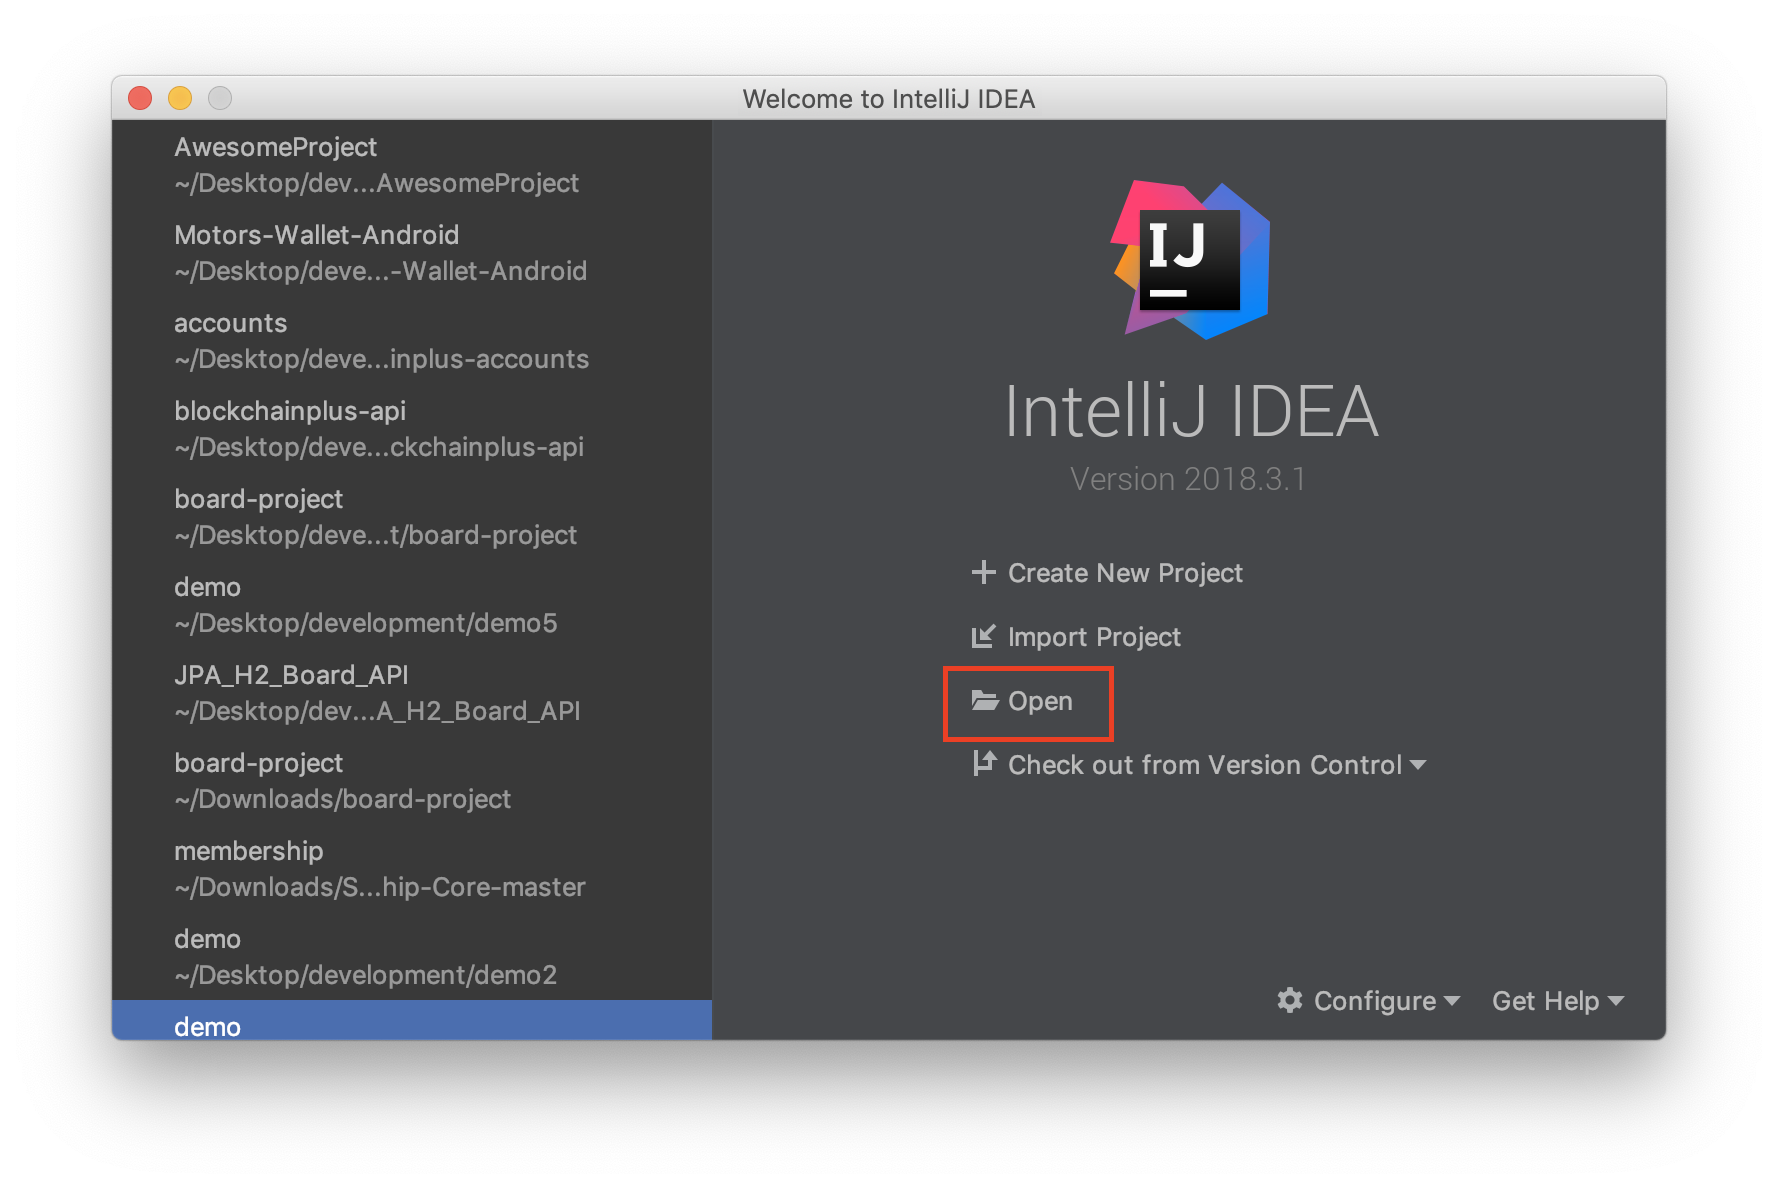 Welcome to IntelliJ IDEA
AwesomeProject
~/Desktop/dev...AwesomeProject
Motors-Wallet-Android
~/Desktop/deve...-Wallet-Android
accounts
~/Desktop/deve...inplus-accounts
blockchainplus-api
~/Desktop/deve...ckchainplus-api
board-project
~/Desktop/deve...t/board-project
demo
~/Desktop/development/demo5
JPA_H2_Board_API
~/Desktop/dev...A_H2_Board_API
board-project
~/Downloads/board-project
membership
~/Downloads/S...hip-Core-master
demo
~/Desktop/development/demo2
demo
IJ
IntelliJ IDEA
Version 2018.3.1
Create New Project
Import Project
Open
Check out from Version Control
Configure
Get Help